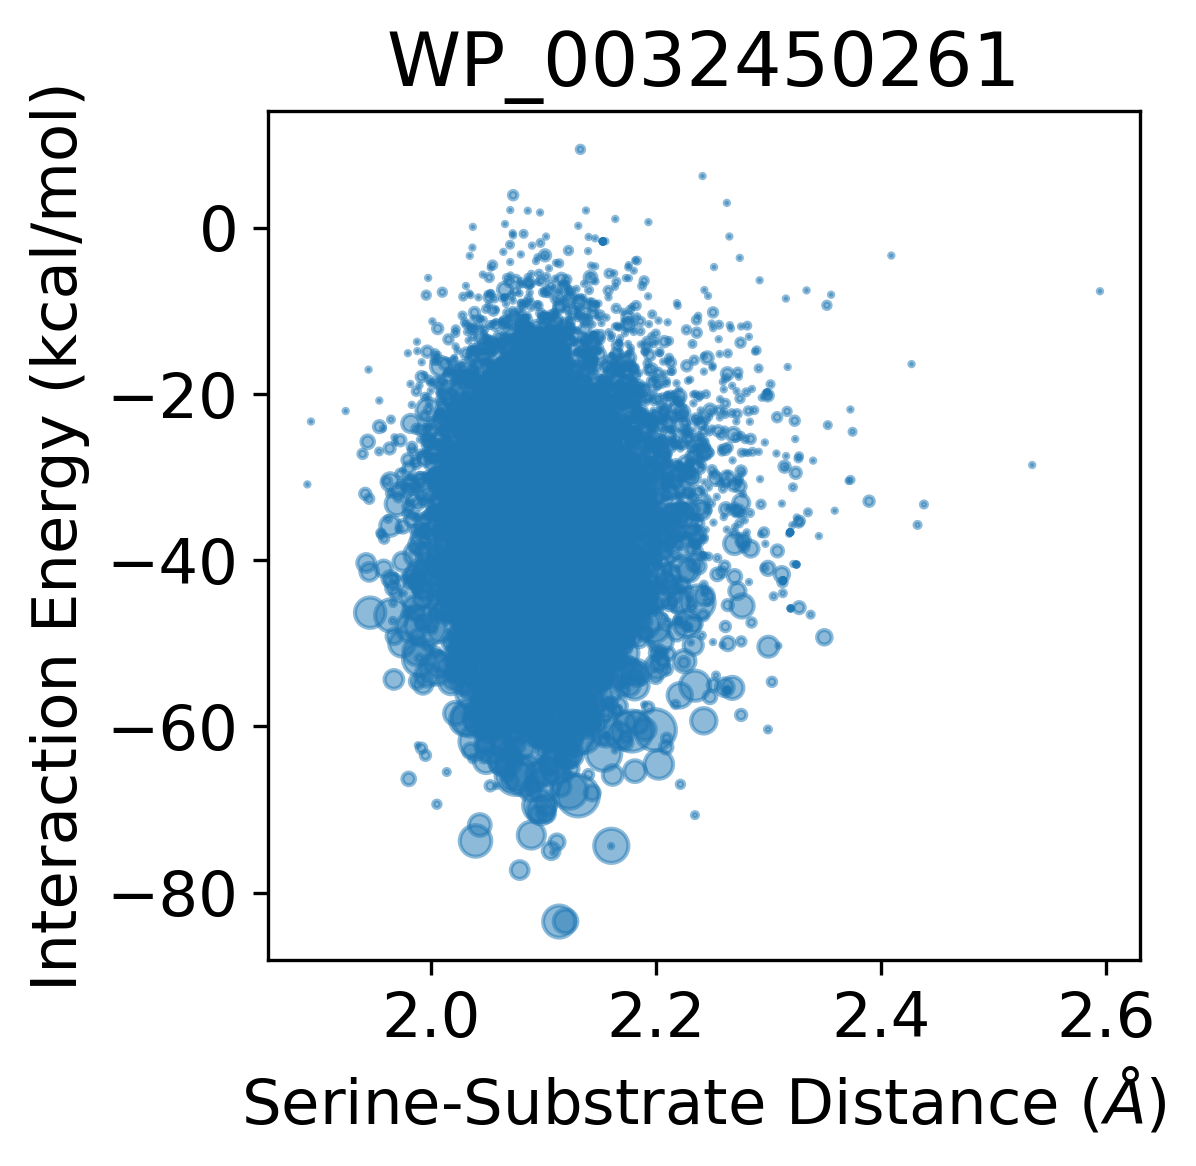 WP_0032450261
Interaction Energy (kcal/mol)
0
−20
−40
−60
−80
2.0 2.2 2.4 2.6
Serine-Substrate Distance (Å)